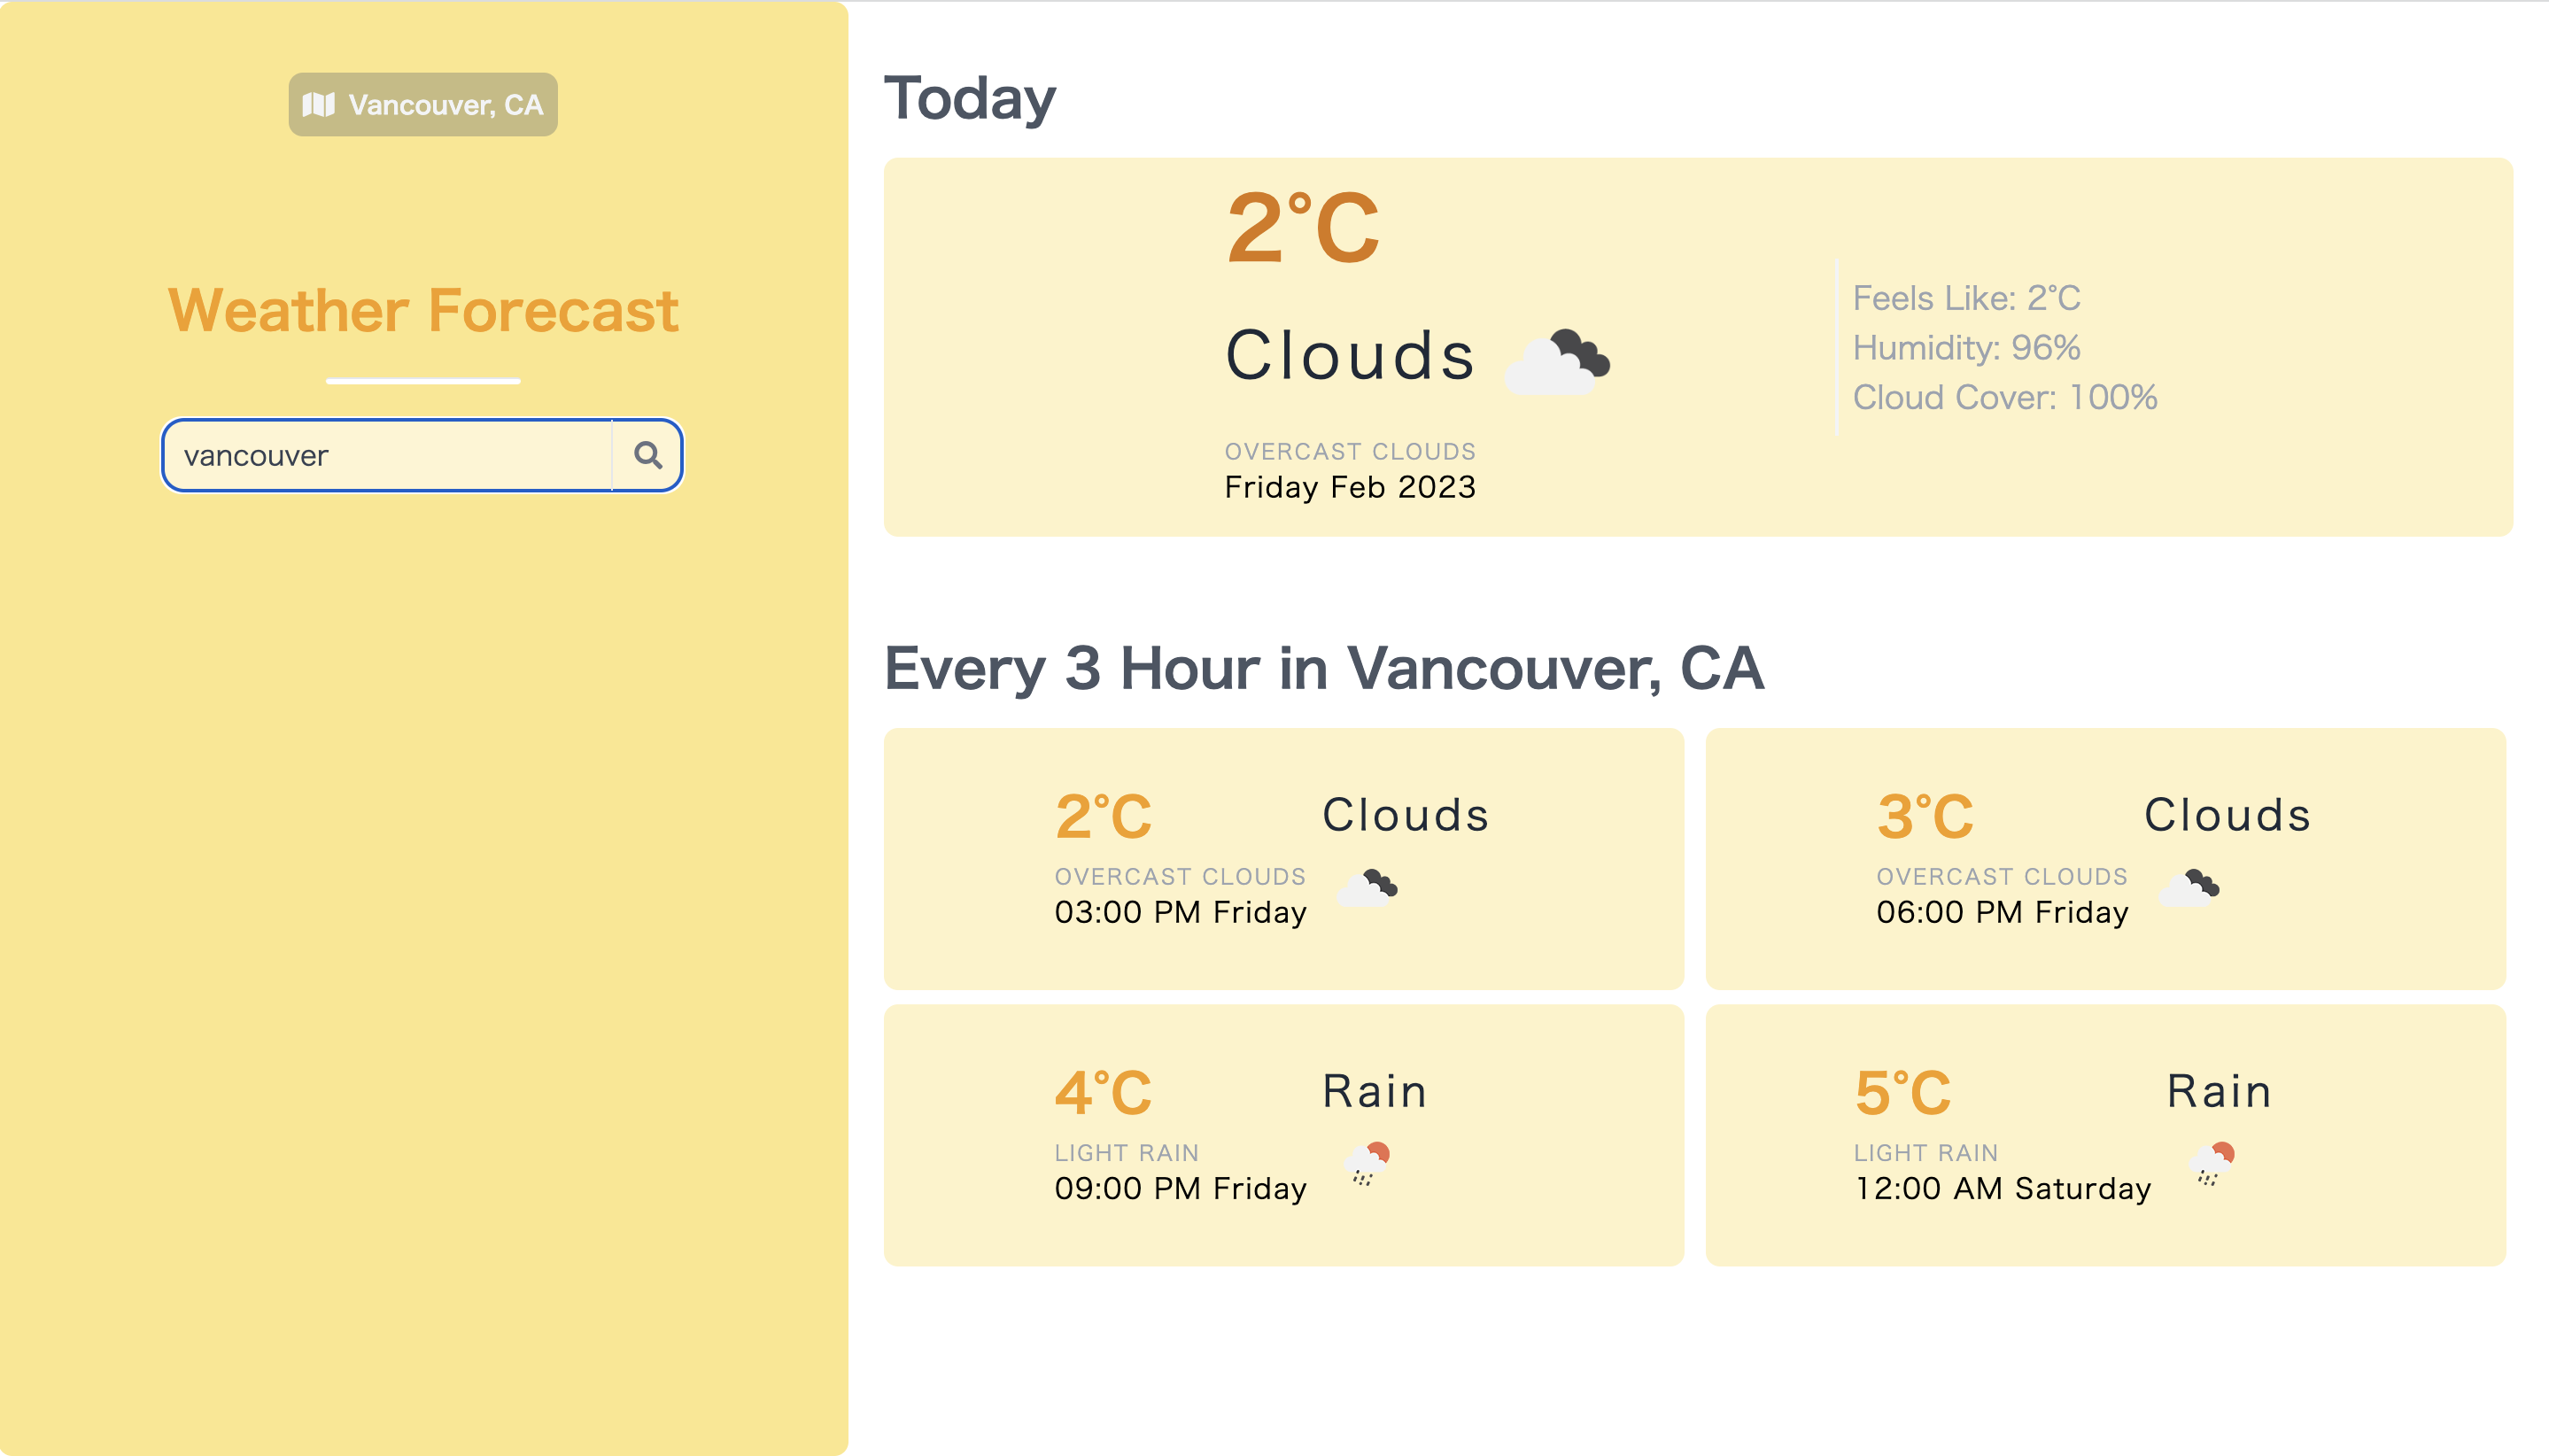 Vancouver, CA
Weather Forecast
vancouver
Today
2°C
Clouds
OVERCAST CLOUDS
Friday Feb 2023
Feels Like: 2°C
Humidity: 96%
Cloud Cover: 100%
Every 3 Hour in Vancouver, CA
2°C Clouds
OVERCAST CLOUDS
03:00 PM Friday
3°C Clouds
OVERCAST CLOUDS
06:00 PM Friday
4°C Rain
LIGHT RAIN
09:00 PM Friday
5°C Rain
LIGHT RAIN
12:00 AM Saturday